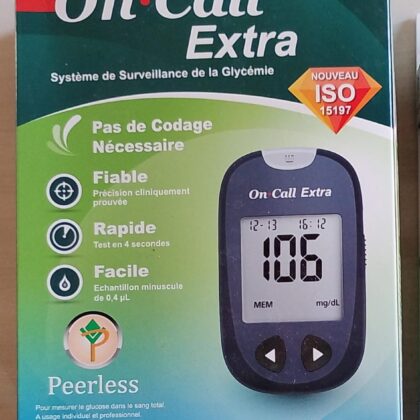 On·Call
Extra
Système de Surveillance de la Glycémie
NOUVEAU
ISO
15197
Pas de Codage
Nécessaire
Fiable
Précision cliniquement
prouvée
Rapide
Test en 4 secondes
Facile
Echantillon minuscule
de 0,4 µL
On·Call Extra
12-13 16:12
106
MEM mg/dL
Peerless
Pour mesurer le glucose dans le sang total.
A usage individuel et professionnel.